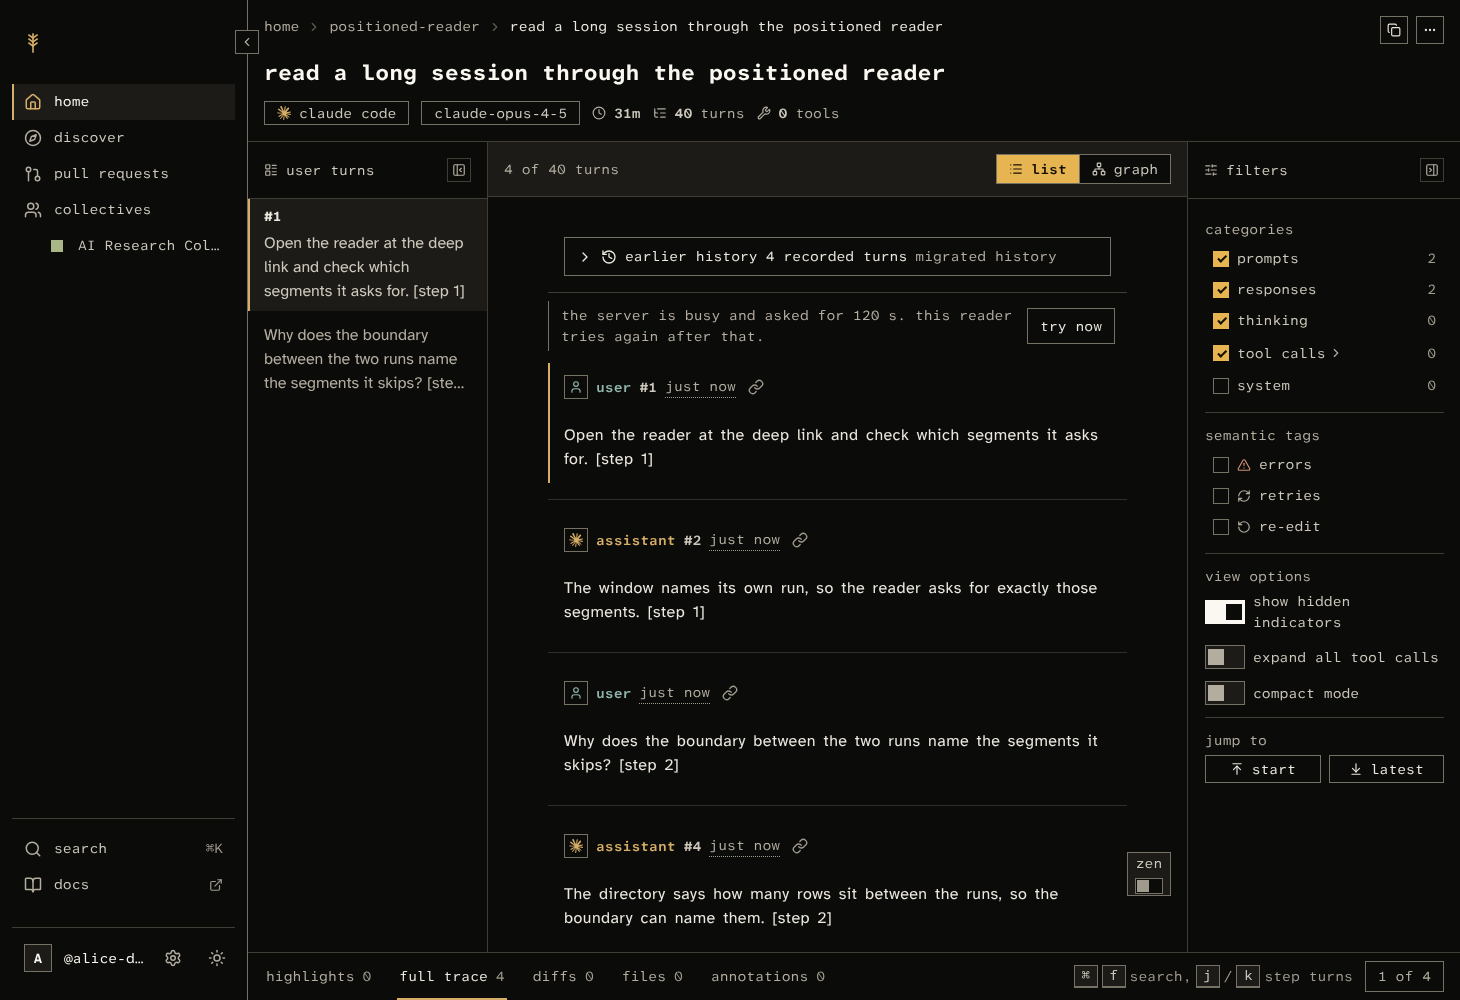 home > positioned-reader > read a long session through the positioned reader
read a long session through the positioned reader
claude code
claude-opus-4-5
31m
40 turns
0 tools
home
discover
pull requests
collectives
AI Research Col…
search ⌘K
docs
A @alice-d…
user turns
#1
Open the reader at the deep
link and check which
segments it asks for. [step 1]
Why does the boundary
between the two runs name
the segments it skips? [ste…
4 of 40 turns
list
graph
earlier history 4 recorded turns migrated history
the server is busy and asked for 120 s. this reader
tries again after that.
try now
user #1 just now
Open the reader at the deep link and check which segments it asks
for. [step 1]
assistant #2 just now
The window names its own run, so the reader asks for exactly those
segments. [step 1]
user just now
Why does the boundary between the two runs name the segments it
skips? [step 2]
assistant #4 just now
The directory says how many rows sit between the runs, so the
boundary can name them. [step 2]
zen
filters
categories
prompts 2
responses 2
thinking 0
tool calls > 0
system 0
semantic tags
errors
retries
re-edit
view options
show hidden
indicators
expand all tool calls
compact mode
jump to
start
latest
highlights 0
full trace 4
diffs 0
files 0
annotations 0
⌘ f search, j / k step turns
1 of 4